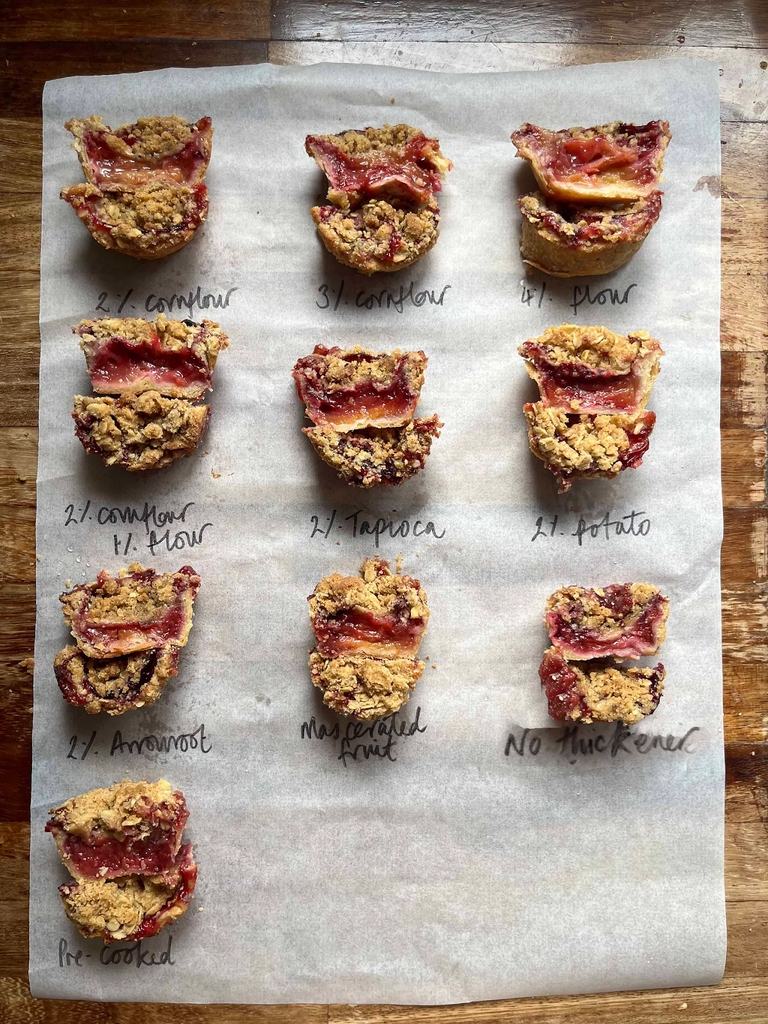 2%. cornflour
3%. cornflour
4%. flour
2%. cornflour
1%. flour
2%. Tapioca
2%. potato
2%. Arrowroot
Mascerated
fruit
No thickener
Pre-cooked